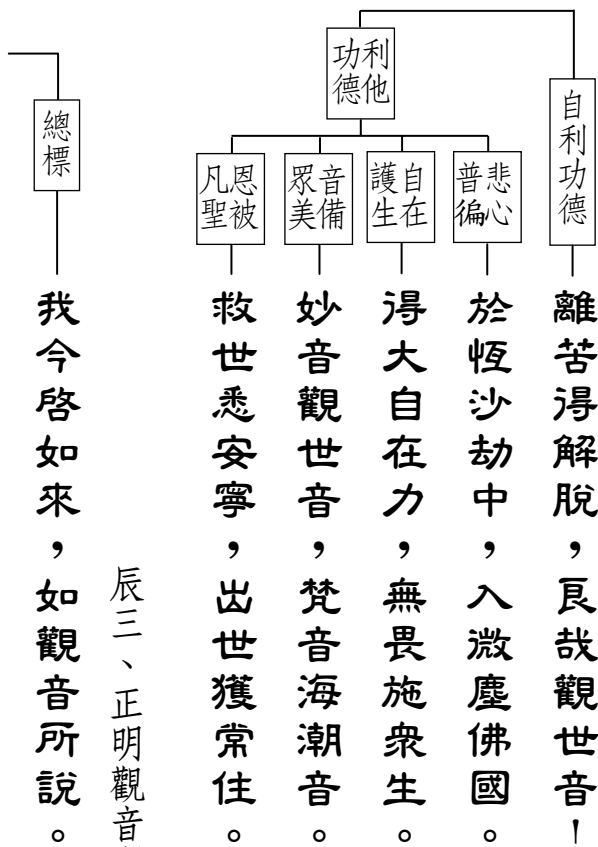 自利功德
離苦得解脫，良哉觀世音！
利他功德
悲心普徧
於恆沙劫中，入微塵佛國。
自在護生
得大自在力，無畏施眾生。
音備眾美
妙音觀世音，梵音海潮音。
恩被凡聖
救世悉安寧，出世獲常住。
辰三、正明觀音
總標
我今啓如來，如觀音所說。